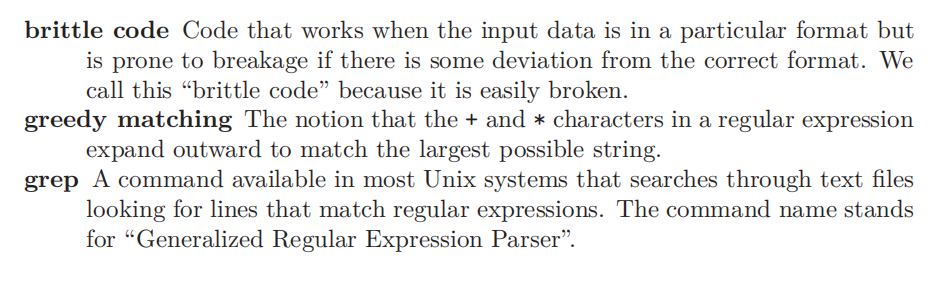 brittle code Code that works when the input data is in a particular format but
is prone to breakage if there is some deviation from the correct format. We
call this “brittle code” because it is easily broken.
greedy matching The notion that the + and * characters in a regular expression
expand outward to match the largest possible string.
grep A command available in most Unix systems that searches through text files
looking for lines that match regular expressions. The command name stands
for “Generalized Regular Expression Parser”.